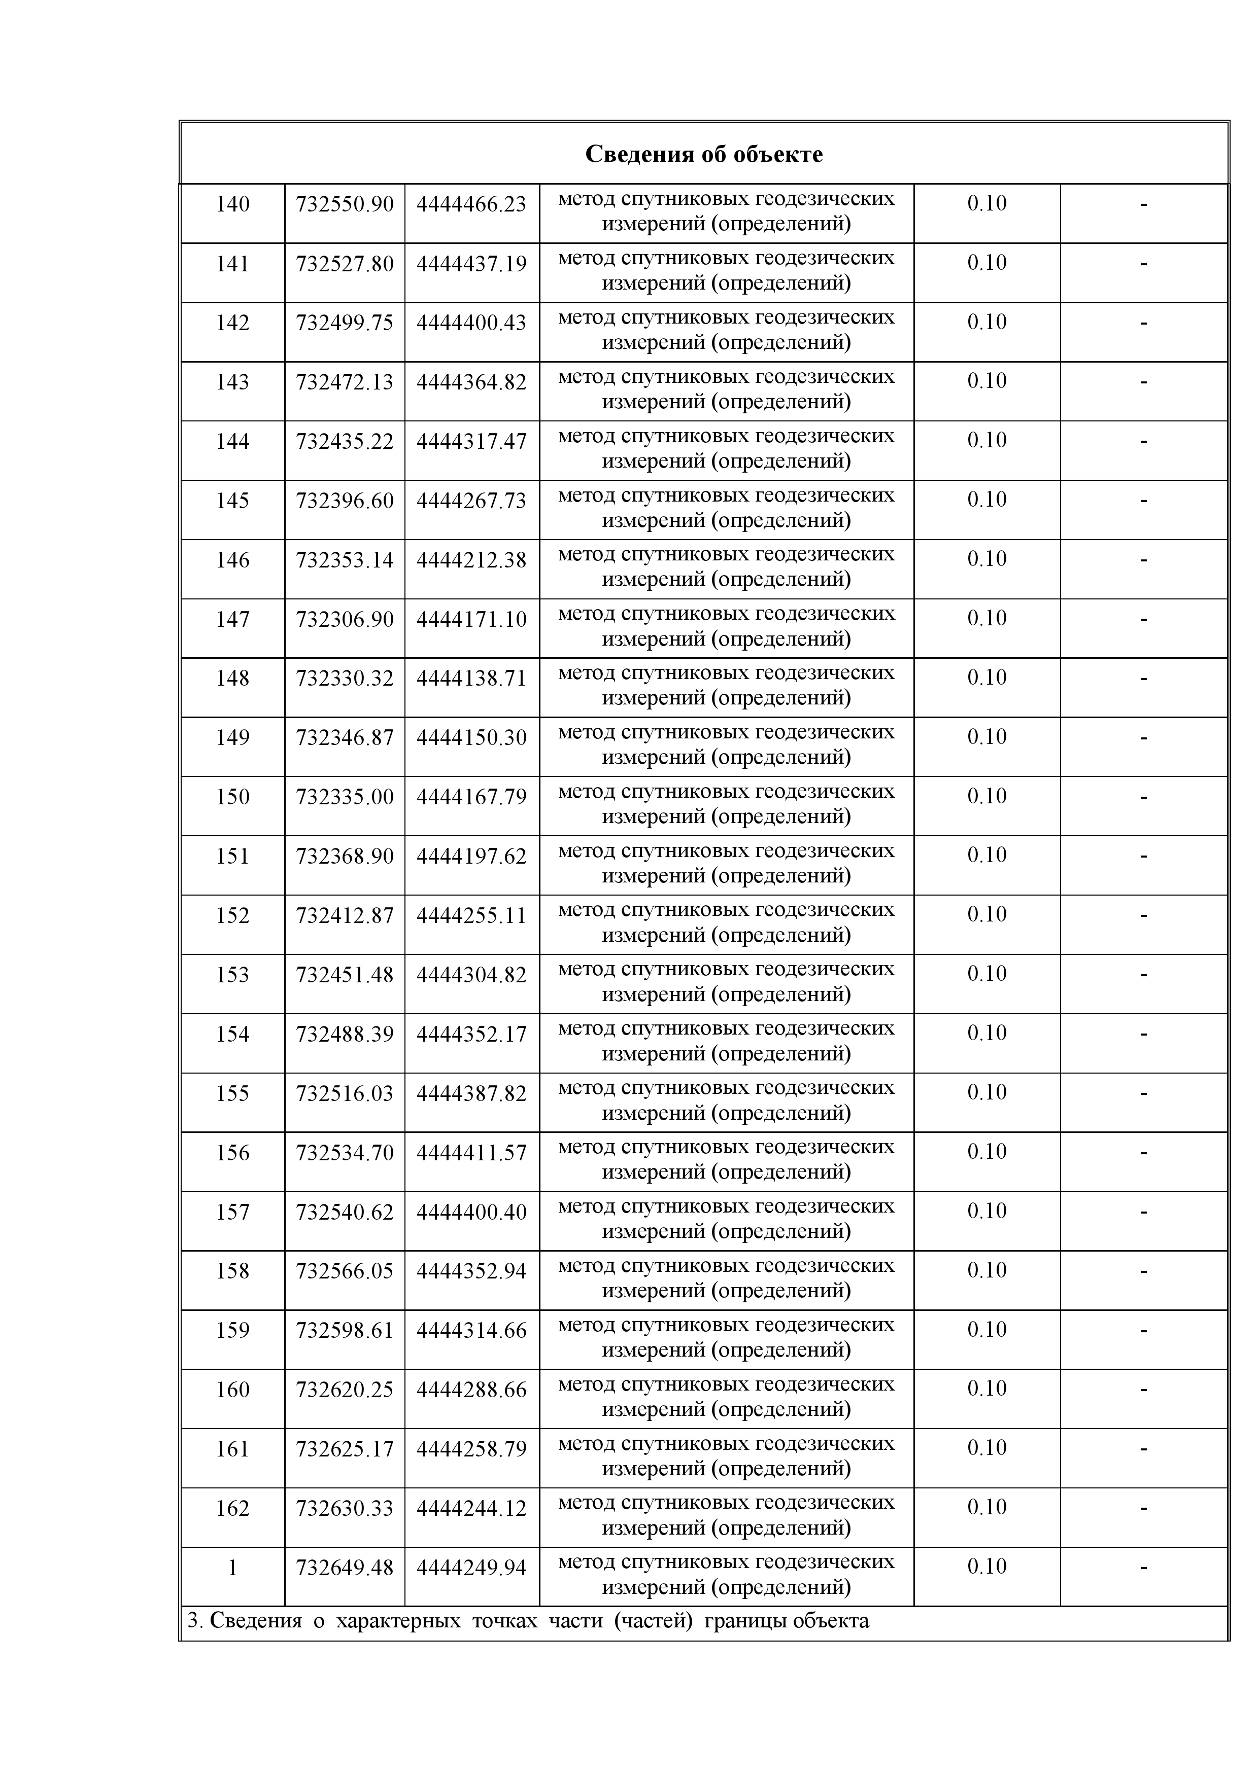 Сведения об объекте
140 732550.90 4444466.23 метод спутниковых геодезических 0.10 -
измерений (определений)
141 732527.80 4444437.19 метод спутниковых геодезических 0.10 -
измерений (определений)
142 732499.75 4444400.43 метод спутниковых геодезических 0.10 -
измерений (определений)
143 732472.13 4444364.82 метод спутниковых геодезических 0.10 -
измерений (определений)
144 732435.22 4444317.47 метод спутниковых геодезических 0.10 -
измерений (определений)
145 732396.60 4444267.73 метод спутниковых геодезических 0.10 -
измерений (определений)
146 732353.14 4444212.38 метод спутниковых геодезических 0.10 -
измерений (определений)
147 732306.90 4444171.10 метод спутниковых геодезических 0.10 -
измерений (определений)
148 732330.32 4444138.71 метод спутниковых геодезических 0.10 -
измерений (определений)
149 732346.87 4444150.30 метод спутниковых геодезических 0.10 -
измерений (определений)
150 732335.00 4444167.79 метод спутниковых геодезических 0.10 -
измерений (определений)
151 732368.90 4444197.62 метод спутниковых геодезических 0.10 -
измерений (определений)
152 732412.87 4444255.11 метод спутниковых геодезических 0.10 -
измерений (определений)
153 732451.48 4444304.82 метод спутниковых геодезических 0.10 -
измерений (определений)
154 732488.39 4444352.17 метод спутниковых геодезических 0.10 -
измерений (определений)
155 732516.03 4444387.82 метод спутниковых геодезических 0.10 -
измерений (определений)
156 732534.70 4444411.57 метод спутниковых геодезических 0.10 -
измерений (определений)
157 732540.62 4444400.40 метод спутниковых геодезических 0.10 -
измерений (определений)
158 732566.05 4444352.94 метод спутниковых геодезических 0.10 -
измерений (определений)
159 732598.61 4444314.66 метод спутниковых геодезических 0.10 -
измерений (определений)
160 732620.25 4444288.66 метод спутниковых геодезических 0.10 -
измерений (определений)
161 732625.17 4444258.79 метод спутниковых геодезических 0.10 -
измерений (определений)
162 732630.33 4444244.12 метод спутниковых геодезических 0.10 -
измерений (определений)
1 732649.48 4444249.94 метод спутниковых геодезических 0.10 -
измерений (определений)
3. Сведения о характерных точках части (частей) границы объекта